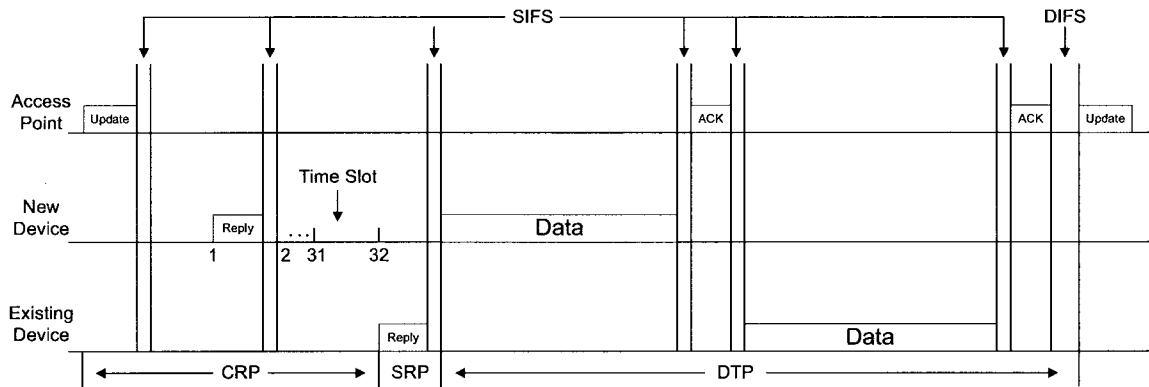 SIFS
DIFS
Access
Point
Update
ACK
ACK
Update
Time Slot
New
Device
Reply
...
Data
1
2
31
32
Existing
Device
Reply
Data
CRP
SRP
DTP